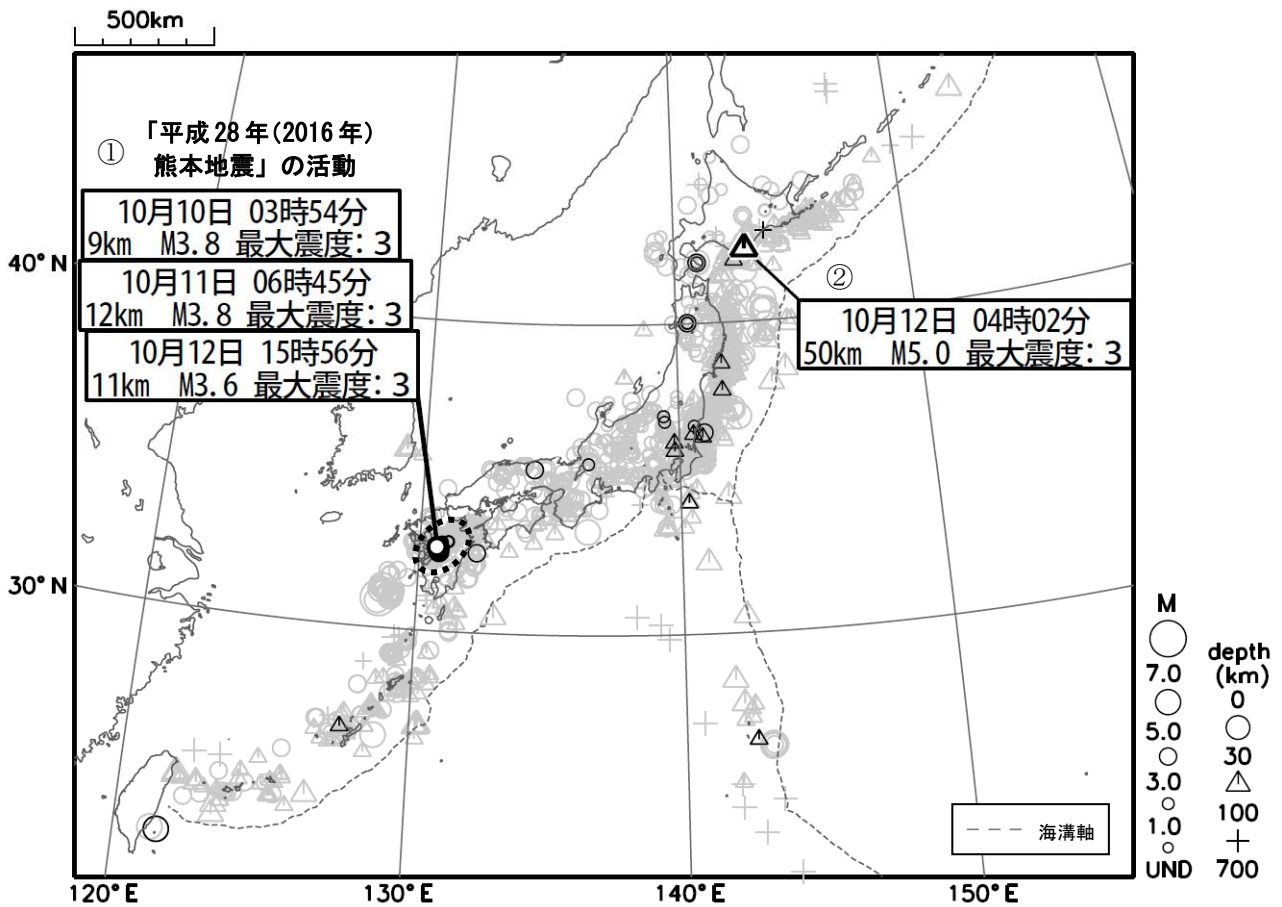 500km
①
「平成28年(2016年)
熊本地震」の活動
10月10日 03時54分
9km M3.8 最大震度:3
10月11日 06時45分
12km M3.8 最大震度:3
10月12日 15時56分
11km M3.6 最大震度:3
②
10月12日 04時02分
50km M5.0 最大震度:3
40°N
30°N
120°E
130°E
140°E
150°E
海溝軸
M
7.0
5.0
3.0
1.0
UND
depth
(km)
0
30
100
700